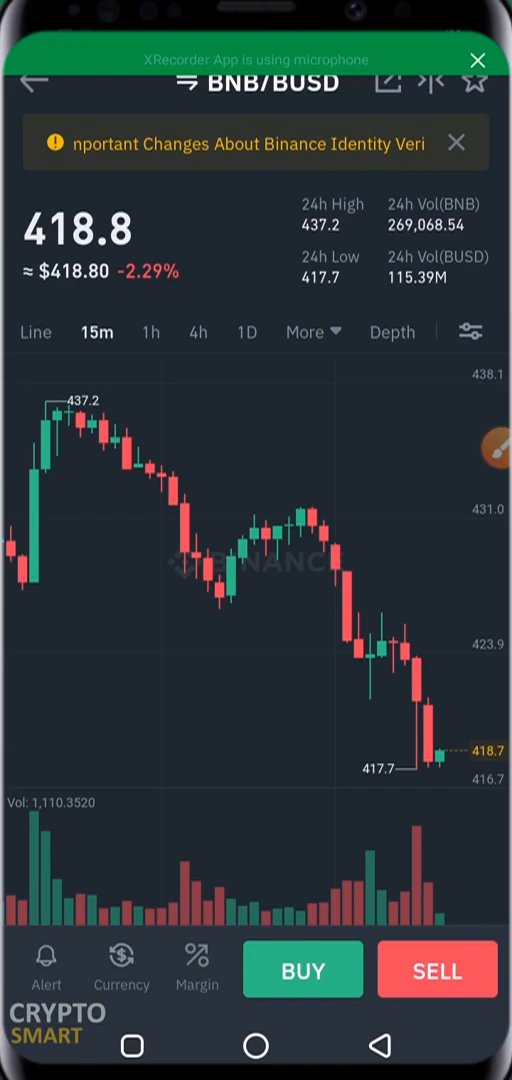 XRecorder App is using microphone
BNB/BUSD
nportant Changes About Binance Identity Veri
418.8
≈ $418.80 -2.29%
24h High
437.2
24h Vol(BNB)
269,068.54
24h Low
417.7
24h Vol(BUSD)
115.39M
Line 15m 1h 4h 1D More Depth
438.1
437.2
431.0
BINANCE
423.9
418.7
417.7
416.7
Vol: 1,110.3520
Alert Currency Margin BUY SELL
CRYPTO
SMART